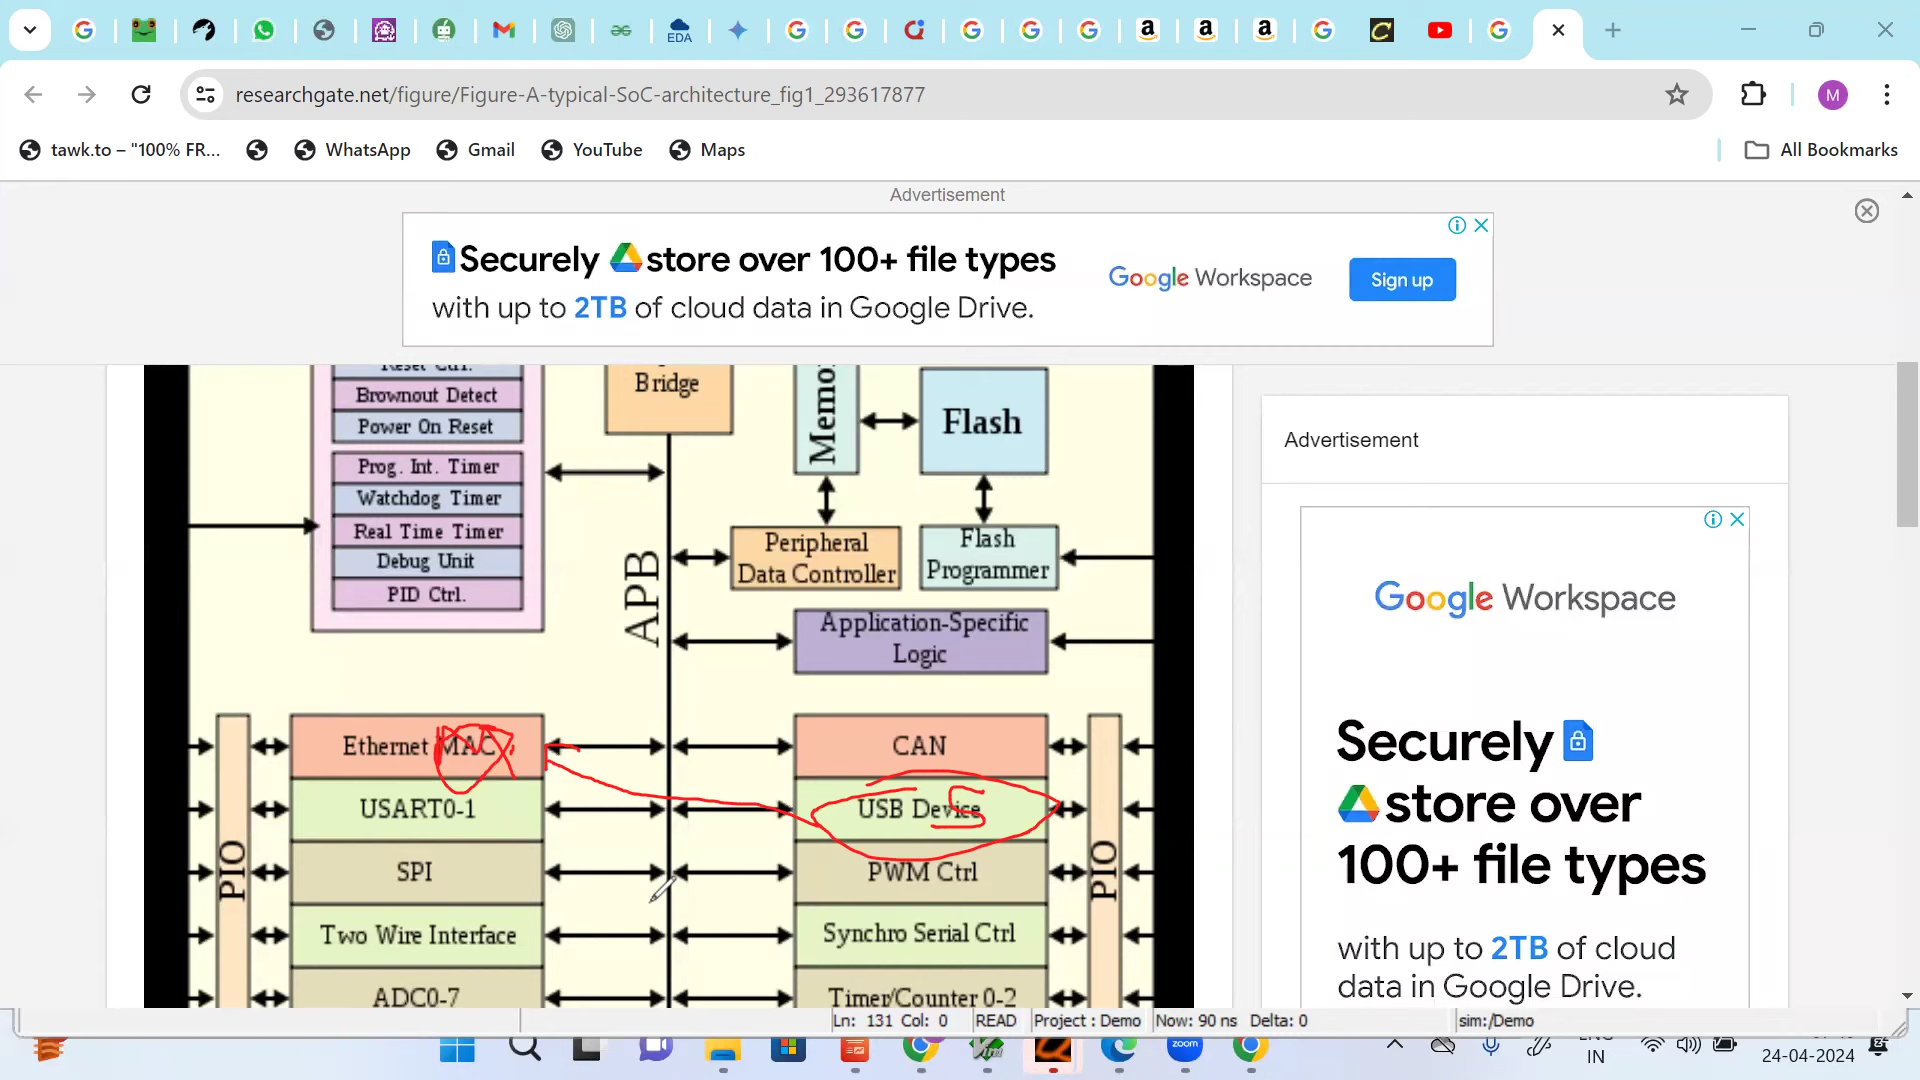 EDA
researchgate.net/figure/Figure-A-typical-SoC-architecture_fig1_293617877
M
tawk.to – "100% FR...
WhatsApp
Gmail
YouTube
Maps
All Bookmarks
Advertisement
Securely store over 100+ file types
with up to 2TB of cloud data in Google Drive.
Google Workspace
Sign up
Brownout Detect
Power On Reset
Prog. Int. Timer
Watchdog Timer
Real Time Timer
Debug Unit
PID Ctrl.
Bridge
APB
Memo
Flash
Peripheral
Data Controller
Flash
Programmer
Application-Specific
Logic
PIO
Ethernet MAC
USART0-1
SPI
Two Wire Interface
ADC0-7
CAN
USB Device
S
PWM Ctrl
Synchro Serial Ctrl
Timer/Counter 0-2
PIO
Advertisement
Google Workspace
Securely
store over
100+ file types
with up to 2TB of cloud
data in Google Drive.
Ln: 131 Col: 0
READ
Project : Demo
Now: 90 ns Delta: 0
sim:/Demo
zoom
IN
24-04-2024